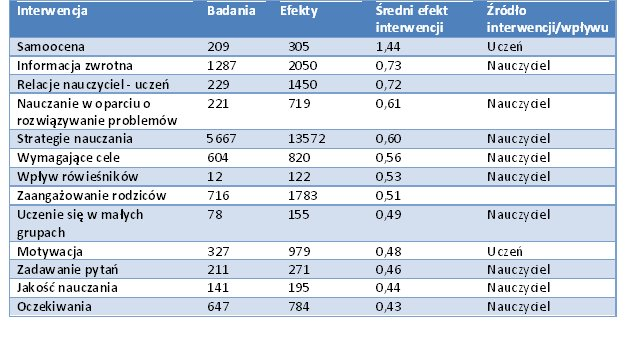 Interwencja Badania Efekty Średni efekt Źródło
interwencji interwencji/wpływu
Samoocena 209 305 1,44 Uczeń
Informacja zwrotna 1287 2050 0,73 Nauczyciel
Relacje nauczyciel - uczeń 229 1450 0,72
Nauczanie w oparciu o 221 719 0,61 Nauczyciel
rozwiązywanie problemów
Strategie nauczania 5667 13572 0,60 Nauczyciel
Wymagające cele 604 820 0,56 Nauczyciel
Wpływ rówieśników 12 122 0,53 Nauczyciel
Zaangażowanie rodziców 716 1783 0,51
Uczenie się w małych 78 155 0,49 Nauczyciel
grupach
Motywacja 327 979 0,48 Uczeń
Zadawanie pytań 211 271 0,46 Nauczyciel
Jakość nauczania 141 195 0,44 Nauczyciel
Oczekiwania 647 784 0,43 Nauczyciel